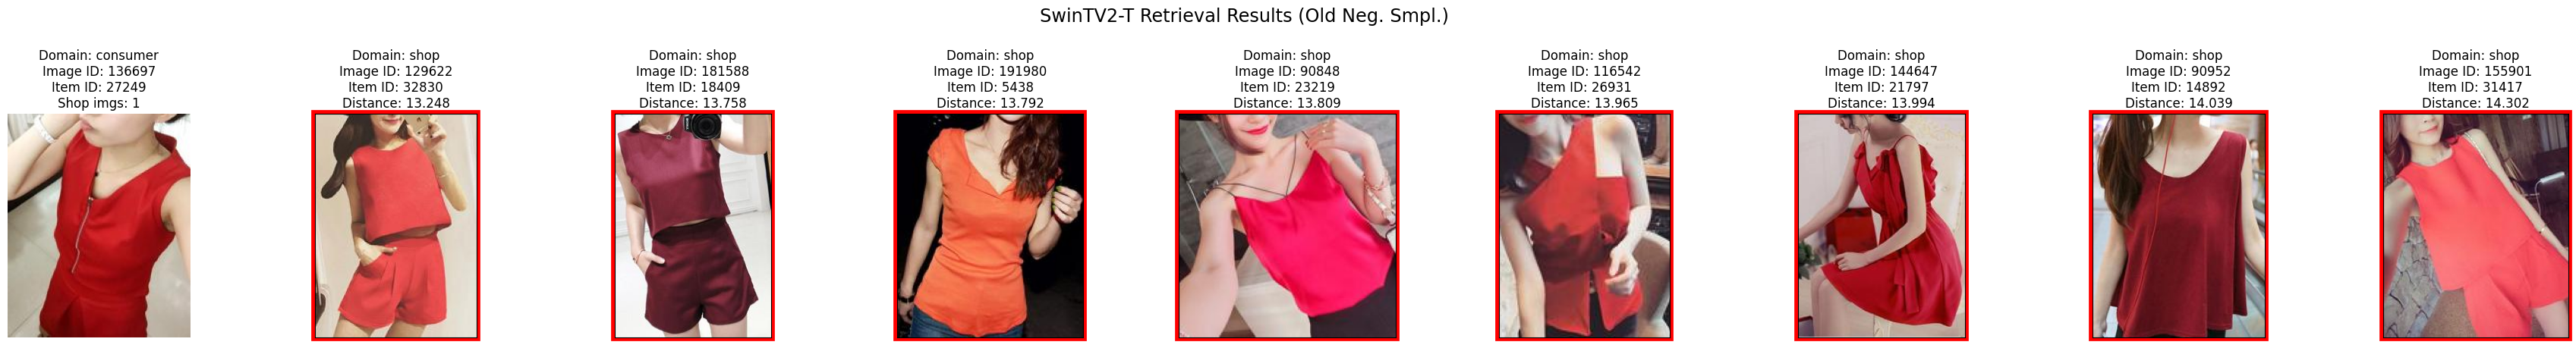 SwinTV2-T Retrieval Results (Old Neg. Smpl.)
Domain: consumer
Image ID: 136697
Item ID: 27249
Shop imgs: 1
Domain: shop
Image ID: 129622
Item ID: 32830
Distance: 13.248
Domain: shop
Image ID: 181588
Item ID: 18409
Distance: 13.758
Domain: shop
Image ID: 191980
Item ID: 5438
Distance: 13.792
Domain: shop
Image ID: 90848
Item ID: 23219
Distance: 13.809
Domain: shop
Image ID: 116542
Item ID: 26931
Distance: 13.965
Domain: shop
Image ID: 144647
Item ID: 21797
Distance: 13.994
Domain: shop
Image ID: 90952
Item ID: 14892
Distance: 14.039
Domain: shop
Image ID: 155901
Item ID: 31417
Distance: 14.302